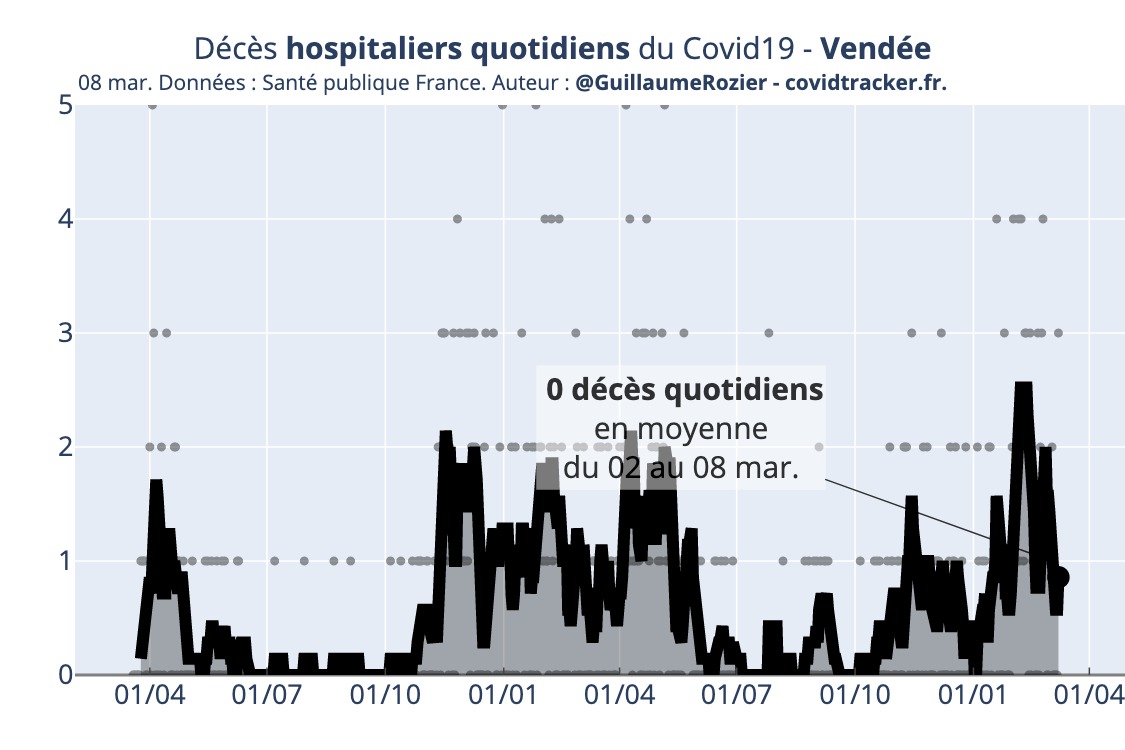 Décès hospitaliers quotidiens du Covid19 - Vendée
08 mar. Données : Santé publique France. Auteur : @GuillaumeRozier - covidtracker.fr.
5
4
3
2
1
0
0 décès quotidiens
en moyenne
du 02 au 08 mar.
01/04 01/07 01/10 01/01 01/04 01/07 01/10 01/01 01/04